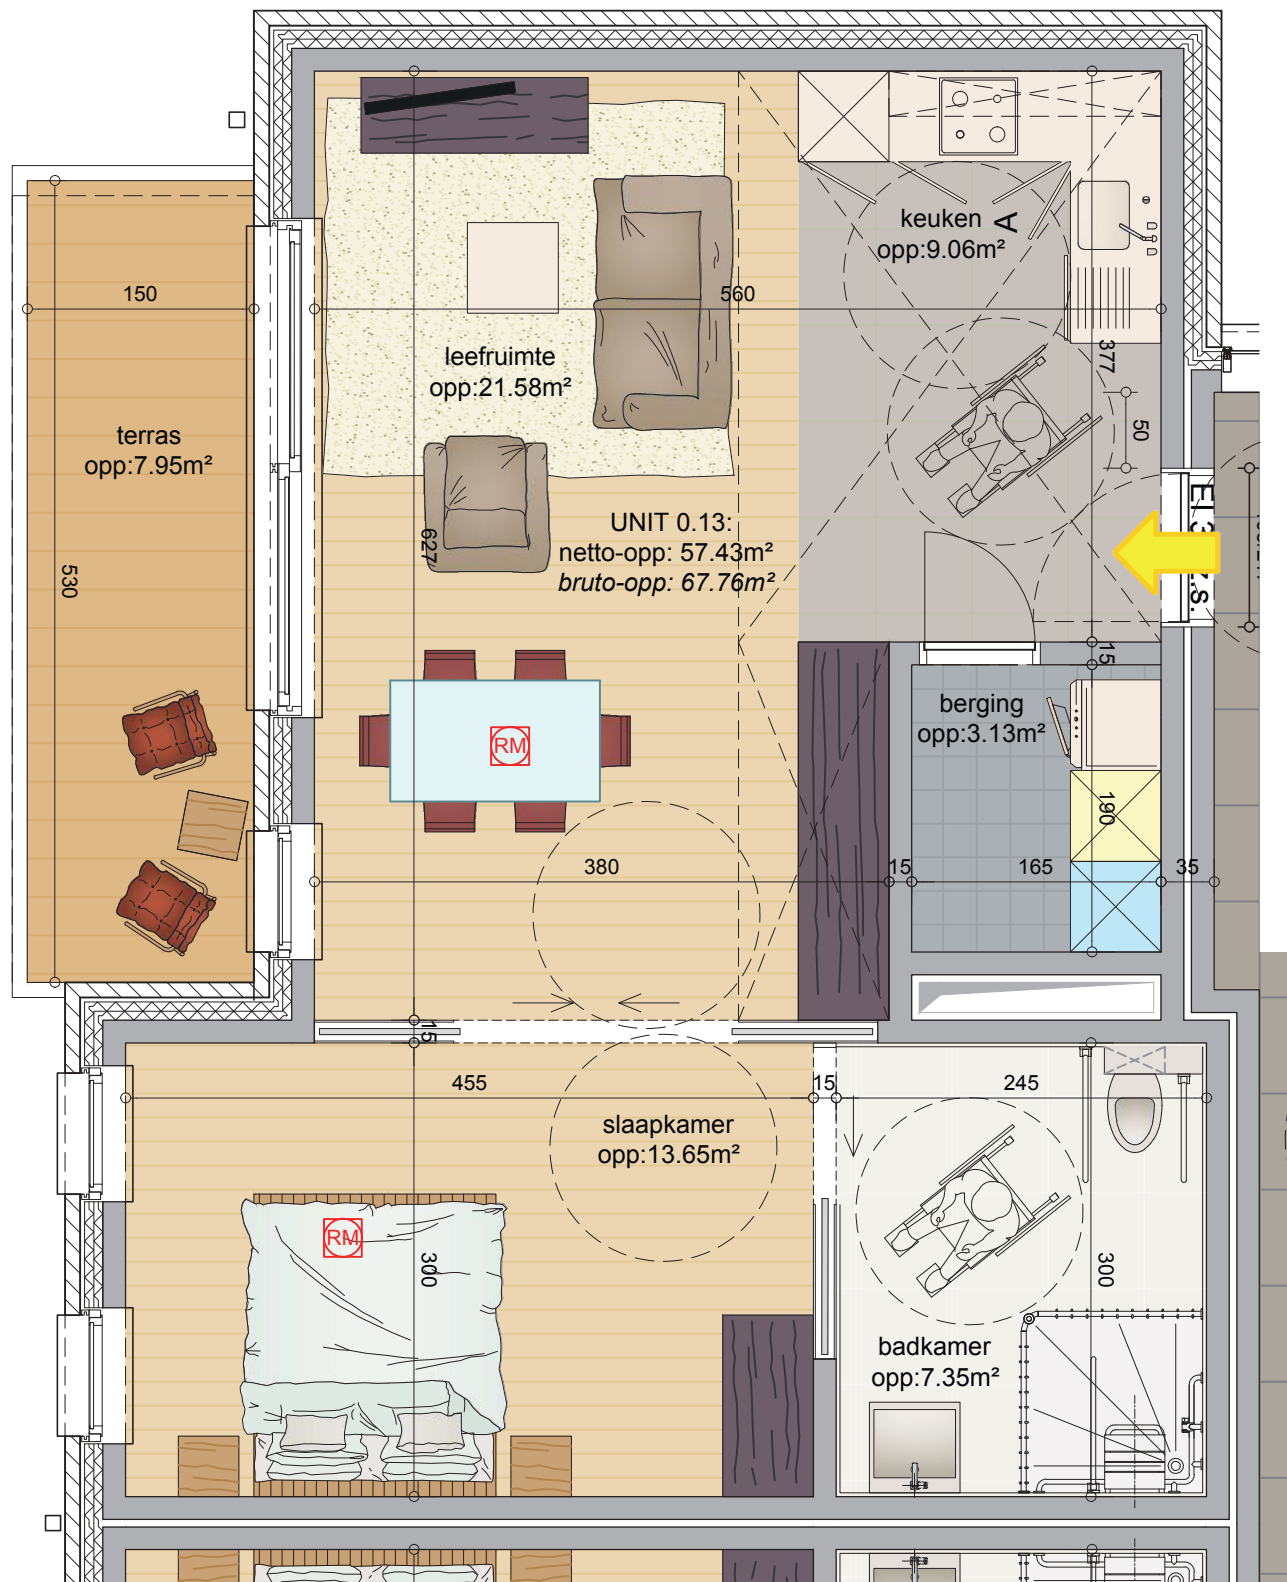 keuken
A
opp:9.06m²
150
560
leefruimte
opp:21.58m²
377
50
terras
opp:7.95m²
UNIT 0.13:
netto-opp: 57.43m²
bruto-opp: 67.76m²
627
530
15
berging
opp:3.13m²
RM
190
380
15
165
35
15
455
15
245
slaapkamer
opp:13.65m²
RM
300
300
badkamer
opp:7.35m²